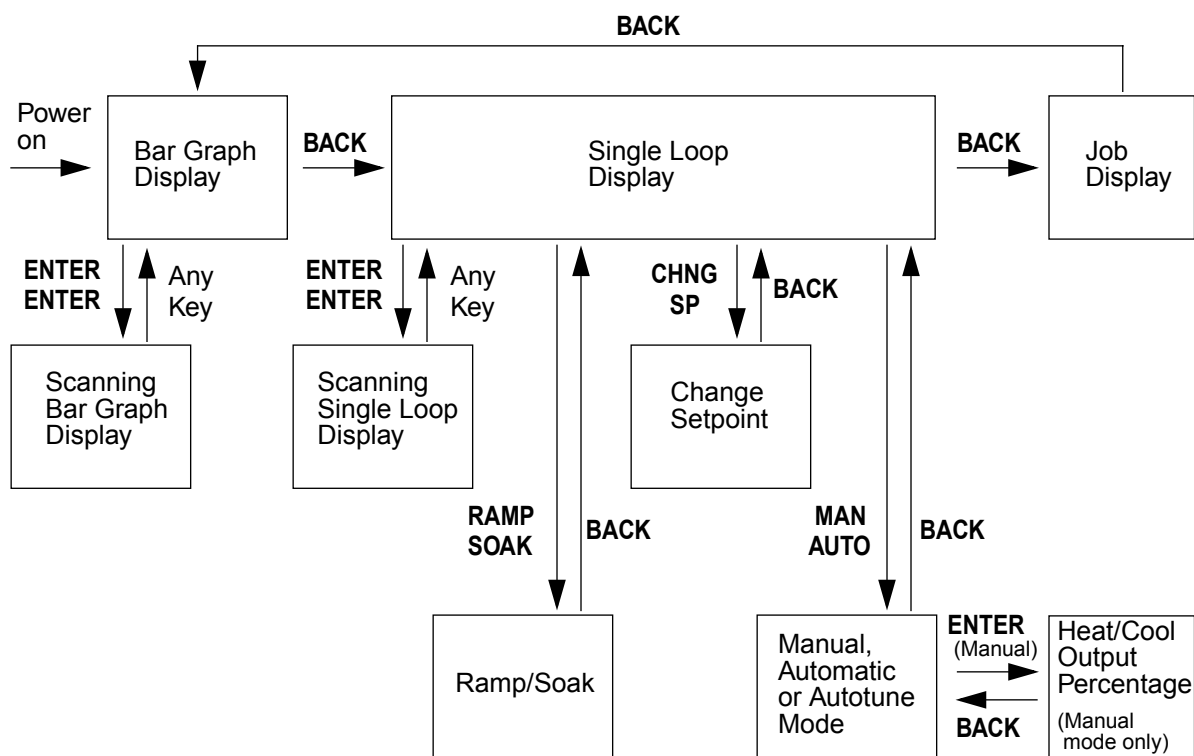 BACK
Power
on
Bar Graph
Display
BACK
Single Loop
Display
BACK
Job
Display
ENTER
ENTER
Any
Key
ENTER
ENTER
Any
Key
CHNG
SP
BACK
Scanning
Bar Graph
Display
Scanning
Single Loop
Display
Change
Setpoint
RAMP
SOAK
BACK
MAN
AUTO
BACK
Ramp/Soak
Manual,
Automatic
or Autotune
Mode
ENTER
(Manual)
BACK
Heat/Cool
Output
Percentage
(Manual
mode only)